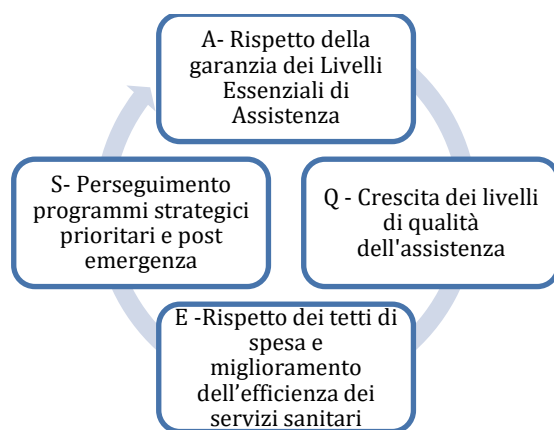 A- Rispetto della
garanzia dei Livelli
Essenziali di
Assistenza
S- Perseguimento
programmi strategici
prioritari e post
emergenza
Q - Crescita dei livelli
di qualità
dell'assistenza
E -Rispetto dei tetti di
spesa e
miglioramento
dell’efficienza dei
servizi sanitari